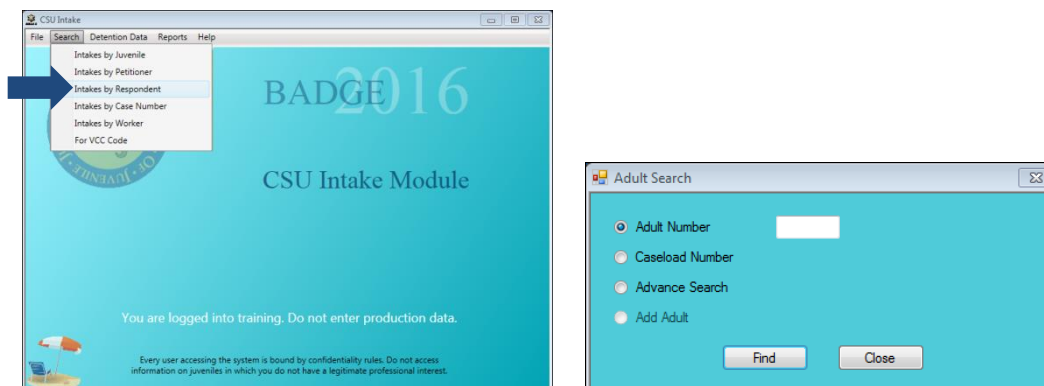 CSU Intake
File Search Detention Data Reports Help
Intakes by Juvenile
Intakes by Petitioner
Intakes by Respondent
Intakes by Case Number
Intakes by Worker
For VCC Code
BADGE 2016
JUVENILE
CSU Intake Module
You are logged into training. Do not enter production data.
Every user accessing the system is bound by confidentiality rules. Do not access
information on juveniles in which you do not have a legitimate professional interest.
Adult Search
Adult Number
Caseload Number
Advance Search
Add Adult
Find Close